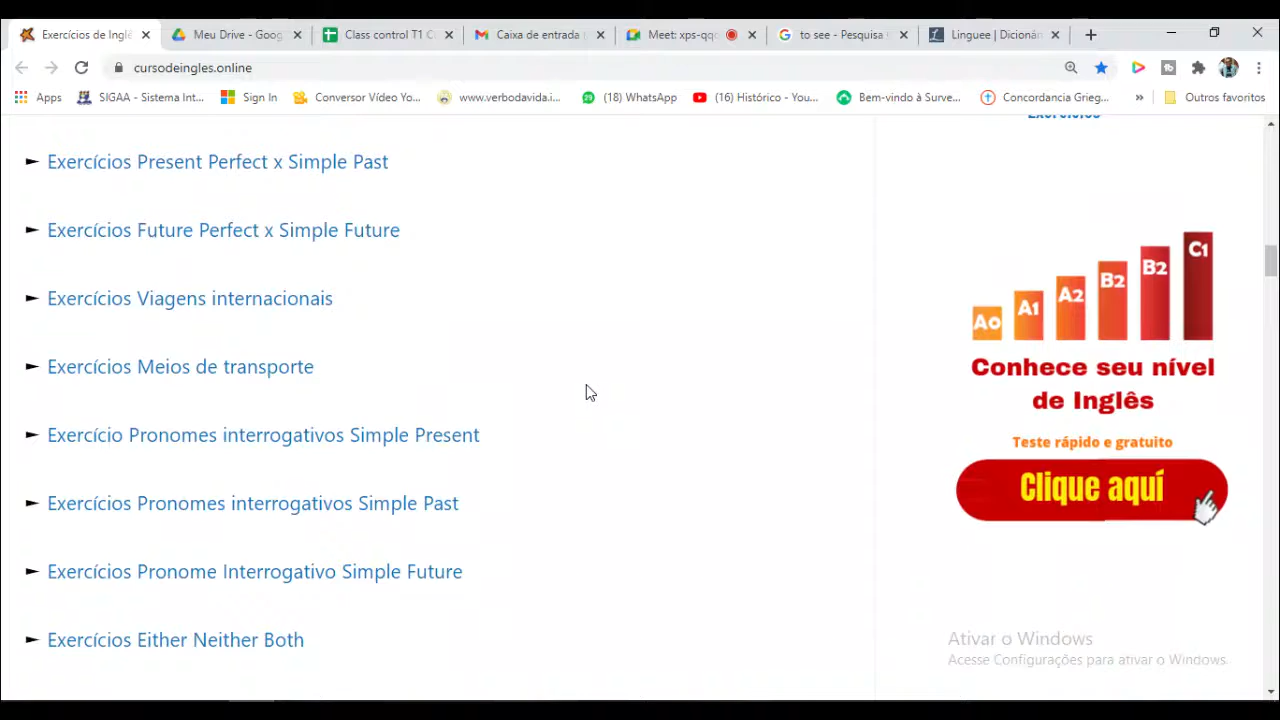 Exercícios de Inglê
Meu Drive - Goog
Class control T1 C
Caixa de entrada
Meet: xps-qqc
to see - Pesquisa
Linguee | Dicionár
cursodeingles.online
Apps
SIGAA - Sistema Int...
Sign In
Conversor Vídeo Yo...
www.verbodavida.i...
(18) WhatsApp
(16) Histórico - You...
Bem-vindo à Surve...
Concordancia Grieg...
»
Outros favoritos
Exercícios
► Exercícios Present Perfect x Simple Past
► Exercícios Future Perfect x Simple Future
► Exercícios Viagens internacionais
► Exercícios Meios de transporte
► Exercício Pronomes interrogativos Simple Present
► Exercícios Pronomes interrogativos Simple Past
► Exercícios Pronome Interrogativo Simple Future
► Exercícios Either Neither Both
A0 A1 A2 B2 B2 C1
Conhece seu nível
de Inglês
Teste rápido e gratuito
Clique aquí
Ativar o Windows
Acesse Configurações para ativar o Windows.